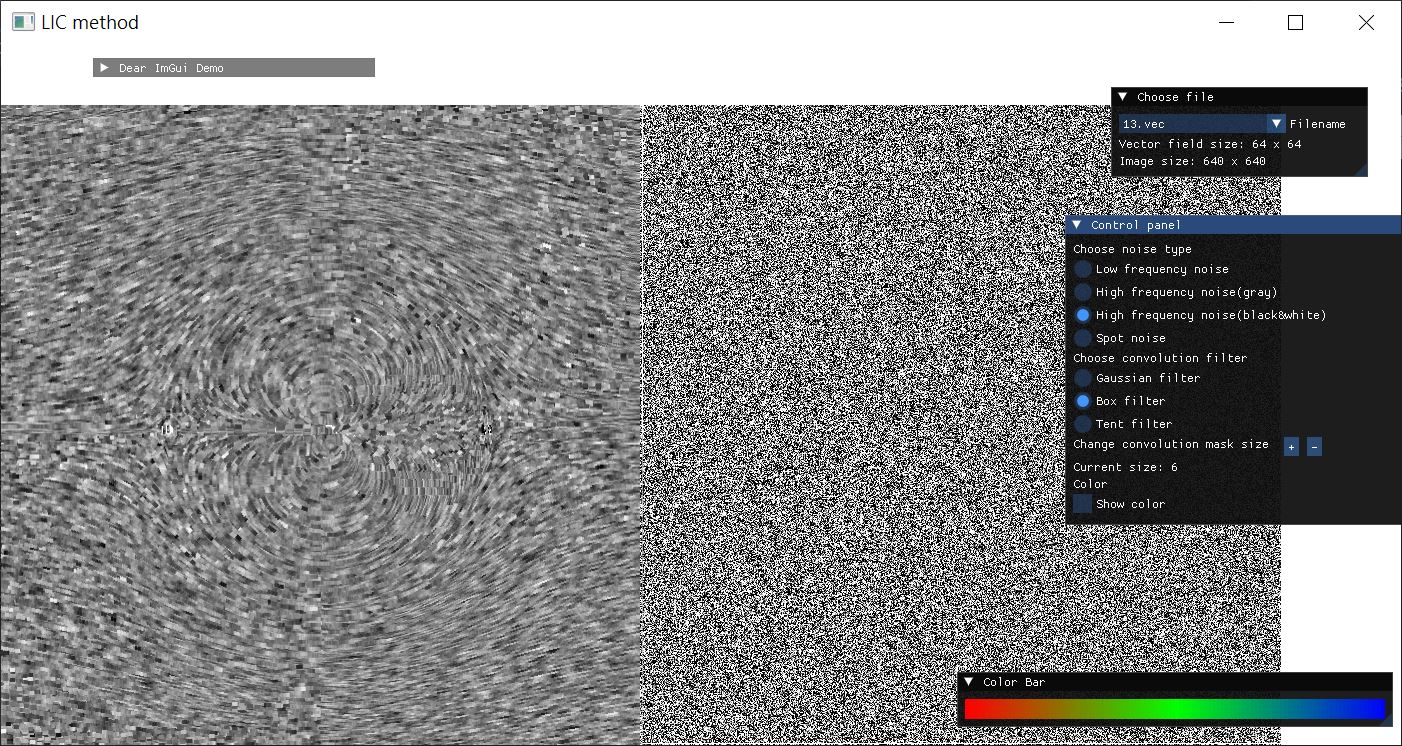 LIC method
Dear ImGui Demo
Choose file
13.vec Filename
Vector field size: 64 x 64
Image size: 640 x 640
Control panel
Choose noise type
Low frequency noise
High frequency noise(gray)
High frequency noise(black&white)
Spot noise
Choose convolution filter
Gaussian filter
Box filter
Tent filter
Change convolution mask size + -
Current size: 6
Color
Show color
Color Bar